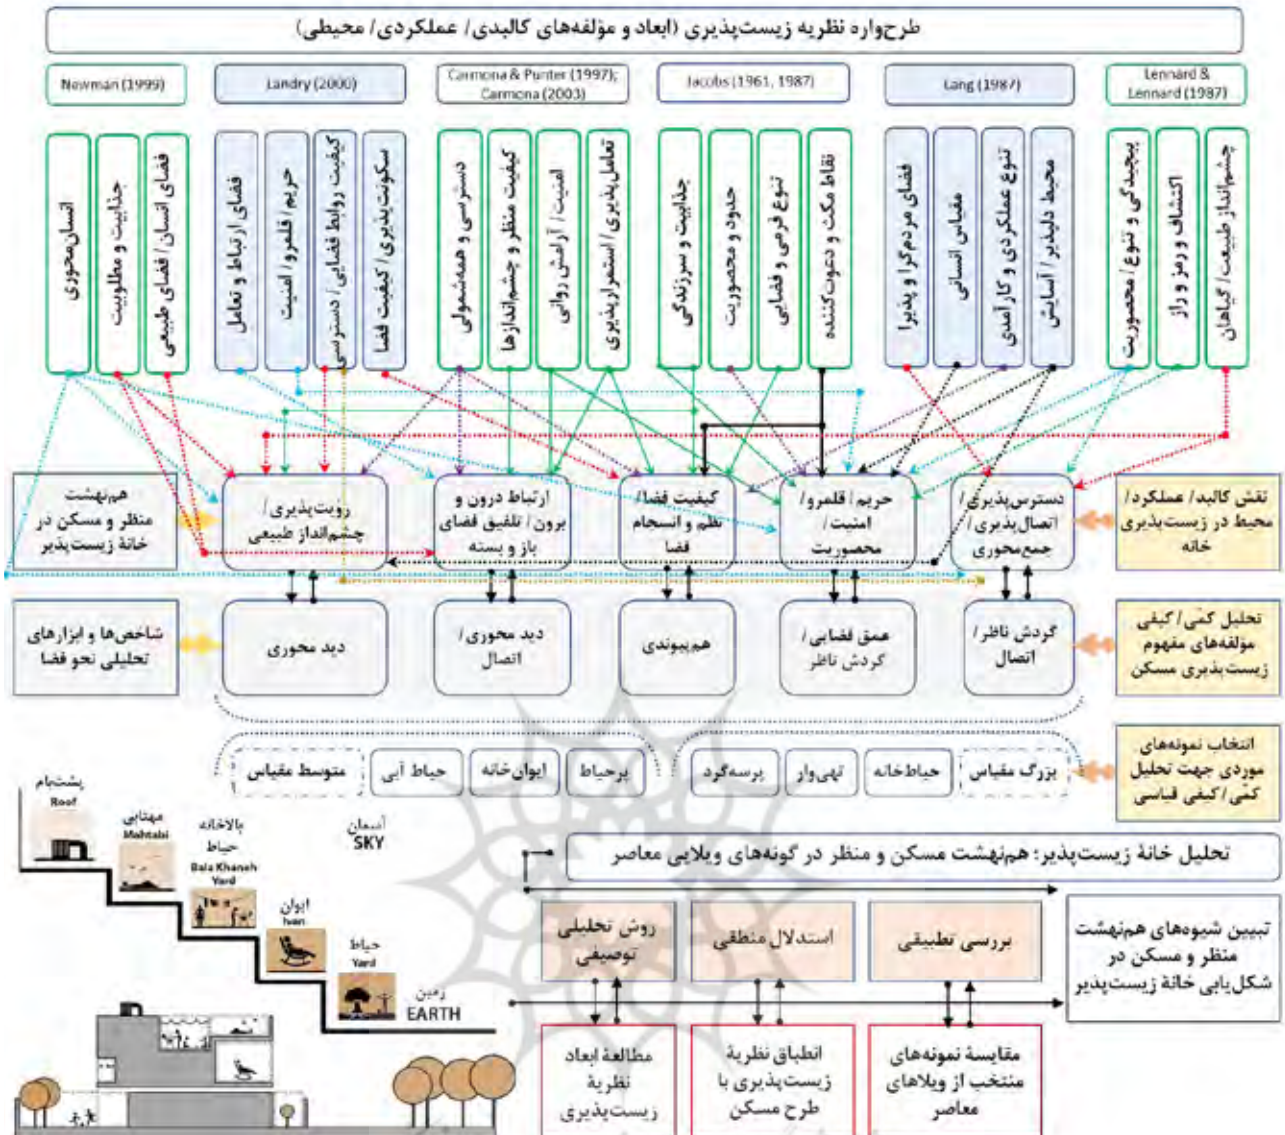 طرح‌واره نظریه زیست‌پذیری (ابعاد و مؤلفه‌های کالبدی/ عملکردی/ محیطی)
Newman (1999)
Landry (2000)
Carmona & Punter (1997);
Carmona (2003)
Jacobs (1961, 1987)
Lang (1987)
Lennard &
Lennard (1987)
انسان‌محوری
جذابیت و مطلوبیت
فضای انسان/ فضای طبیعی
فضای ارتباط و تعامل
حریم/ قلمرو/ امنیت
کیفیت روابط فضایی/ دسترسی
سکونت‌پذیری/ کیفیت فضا
دسترسی و همه‌شمولی
کیفیت منظر و چشم‌اندازها
امنیت/ آرامش روانی
تعامل‌پذیری/ استمرارپذیری
جذابیت و سرزندگی
حدود و محصوریت
تنوع فرمی و فضایی
نقاط مکث و دعوت‌کننده
فضای مردم‌گرا و پذیرا
مقیاس انسانی
تنوع عملکردی و کارآمدی
محیط دلپذیر/ آسایش
پیچیدگی و تنوع/ محصوریت
اکتشاف و رمز و راز
چشم‌انداز طبیعت/ گیاهان
نقش کالبد/ عملکرد/
محیط در زیست‌پذیری
خانه
دسترس‌پذیری/
اتصال‌پذیری/
جمع‌محوری
حریم/ قلمرو/
امنیت/
محصوریت
کیفیت فضا/
نظم و انسجام
فضا
ارتباط درون و
برون/ تلفیق فضای
باز و بسته
رویت‌پذیری/
چشم‌انداز طبیعی
هم‌نهشت
منظر و مسکن در
خانهٔ زیست‌پذیر
تحلیل کمّی/ کیفی
مؤلفه‌های مفهوم
زیست‌پذیری مسکن
گردش ناظر/
اتصال
عمق فضایی/
گردش ناظر
هم‌پیوندی
دید محوری/
اتصال
دید محوری
شاخص‌ها و ابزارهای
تحلیلی نحو فضا
انتخاب نمونه‌های
موردی جهت تحلیل
کمّی/ کیفی قیاسی
بزرگ مقیاس
حیاط‌خانه
تهی‌وار
پرسه‌گرد
پرحیاط
ایوان‌خانه
حیاط آبی
متوسط مقیاس
پشت‌بام
Roof
مهتابی
Mahtabi
بالاخانه
حیاط
Bala Khaneh
Yard
ایوان
Ivan
حیاط
Yard
آسمان
SKY
زمین
EARTH
تحلیل خانهٔ زیست‌پذیر: هم‌نهشت مسکن و منظر در گونه‌های ویلایی معاصر
بررسی تطبیقی
استدلال منطقی
روش تحلیلی
توصیفی
تبیین شیوه‌های هم‌نهشت
منظر و مسکن در
شکل‌یابی خانهٔ زیست‌پذیر
مقایسهٔ نمونه‌های
منتخب از ویلاهای
معاصر
انطباق نظریهٔ
زیست‌پذیری با
طرح مسکن
مطالعهٔ ابعاد
نظریهٔ
زیست‌پذیری